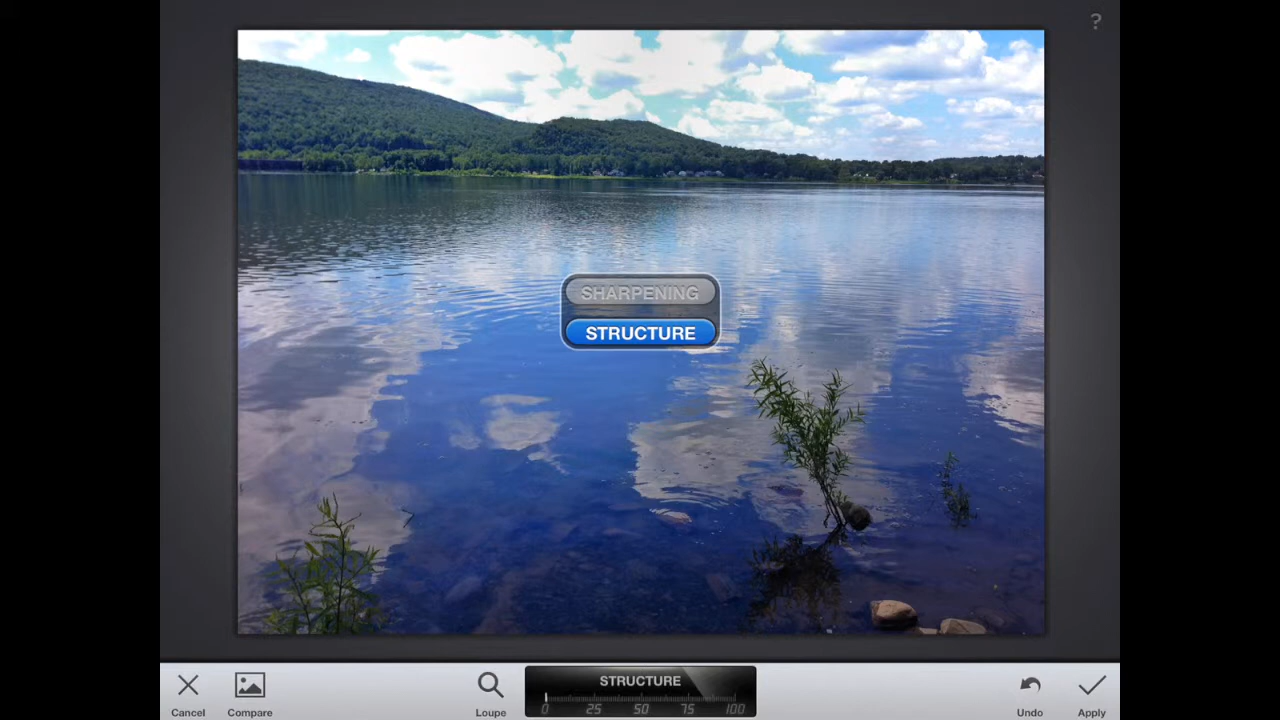 ?
SHARPENING
STRUCTURE
STRUCTURE
0 25 50 75 100
Cancel Compare Loupe Undo Apply